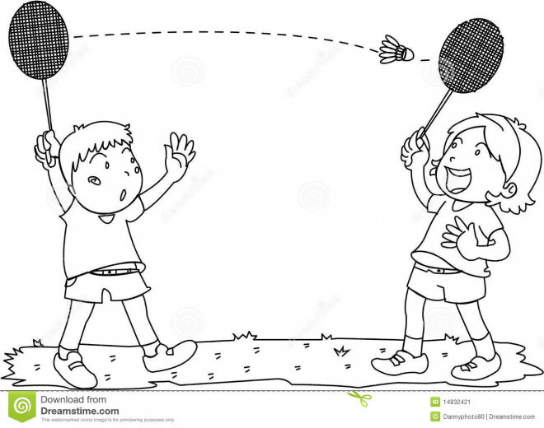 Download from
Dreamstime.com
This watermarked comp image is for previewing purposes only.
14832421
Dannyphoto80 | Dreamstime.com